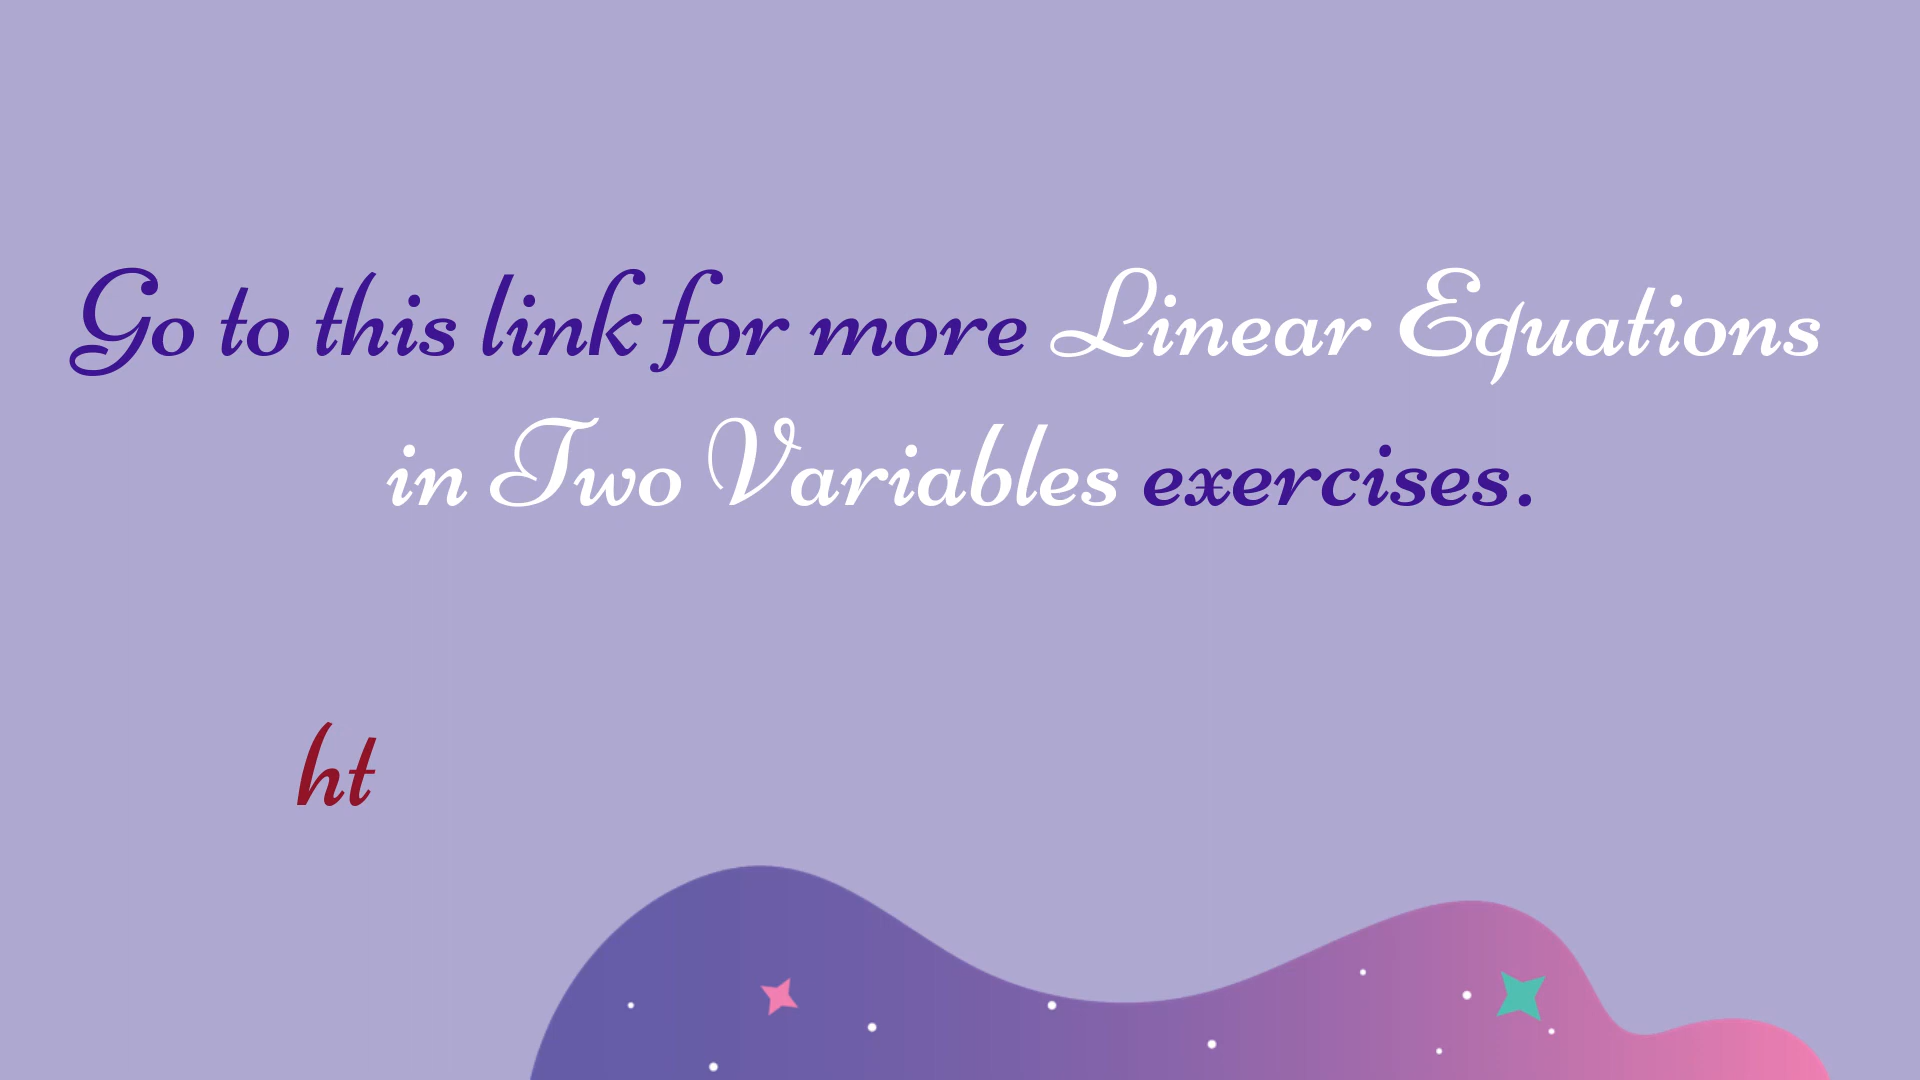 Go to this link for more Linear Equations
in Two Variables exercises.
ht